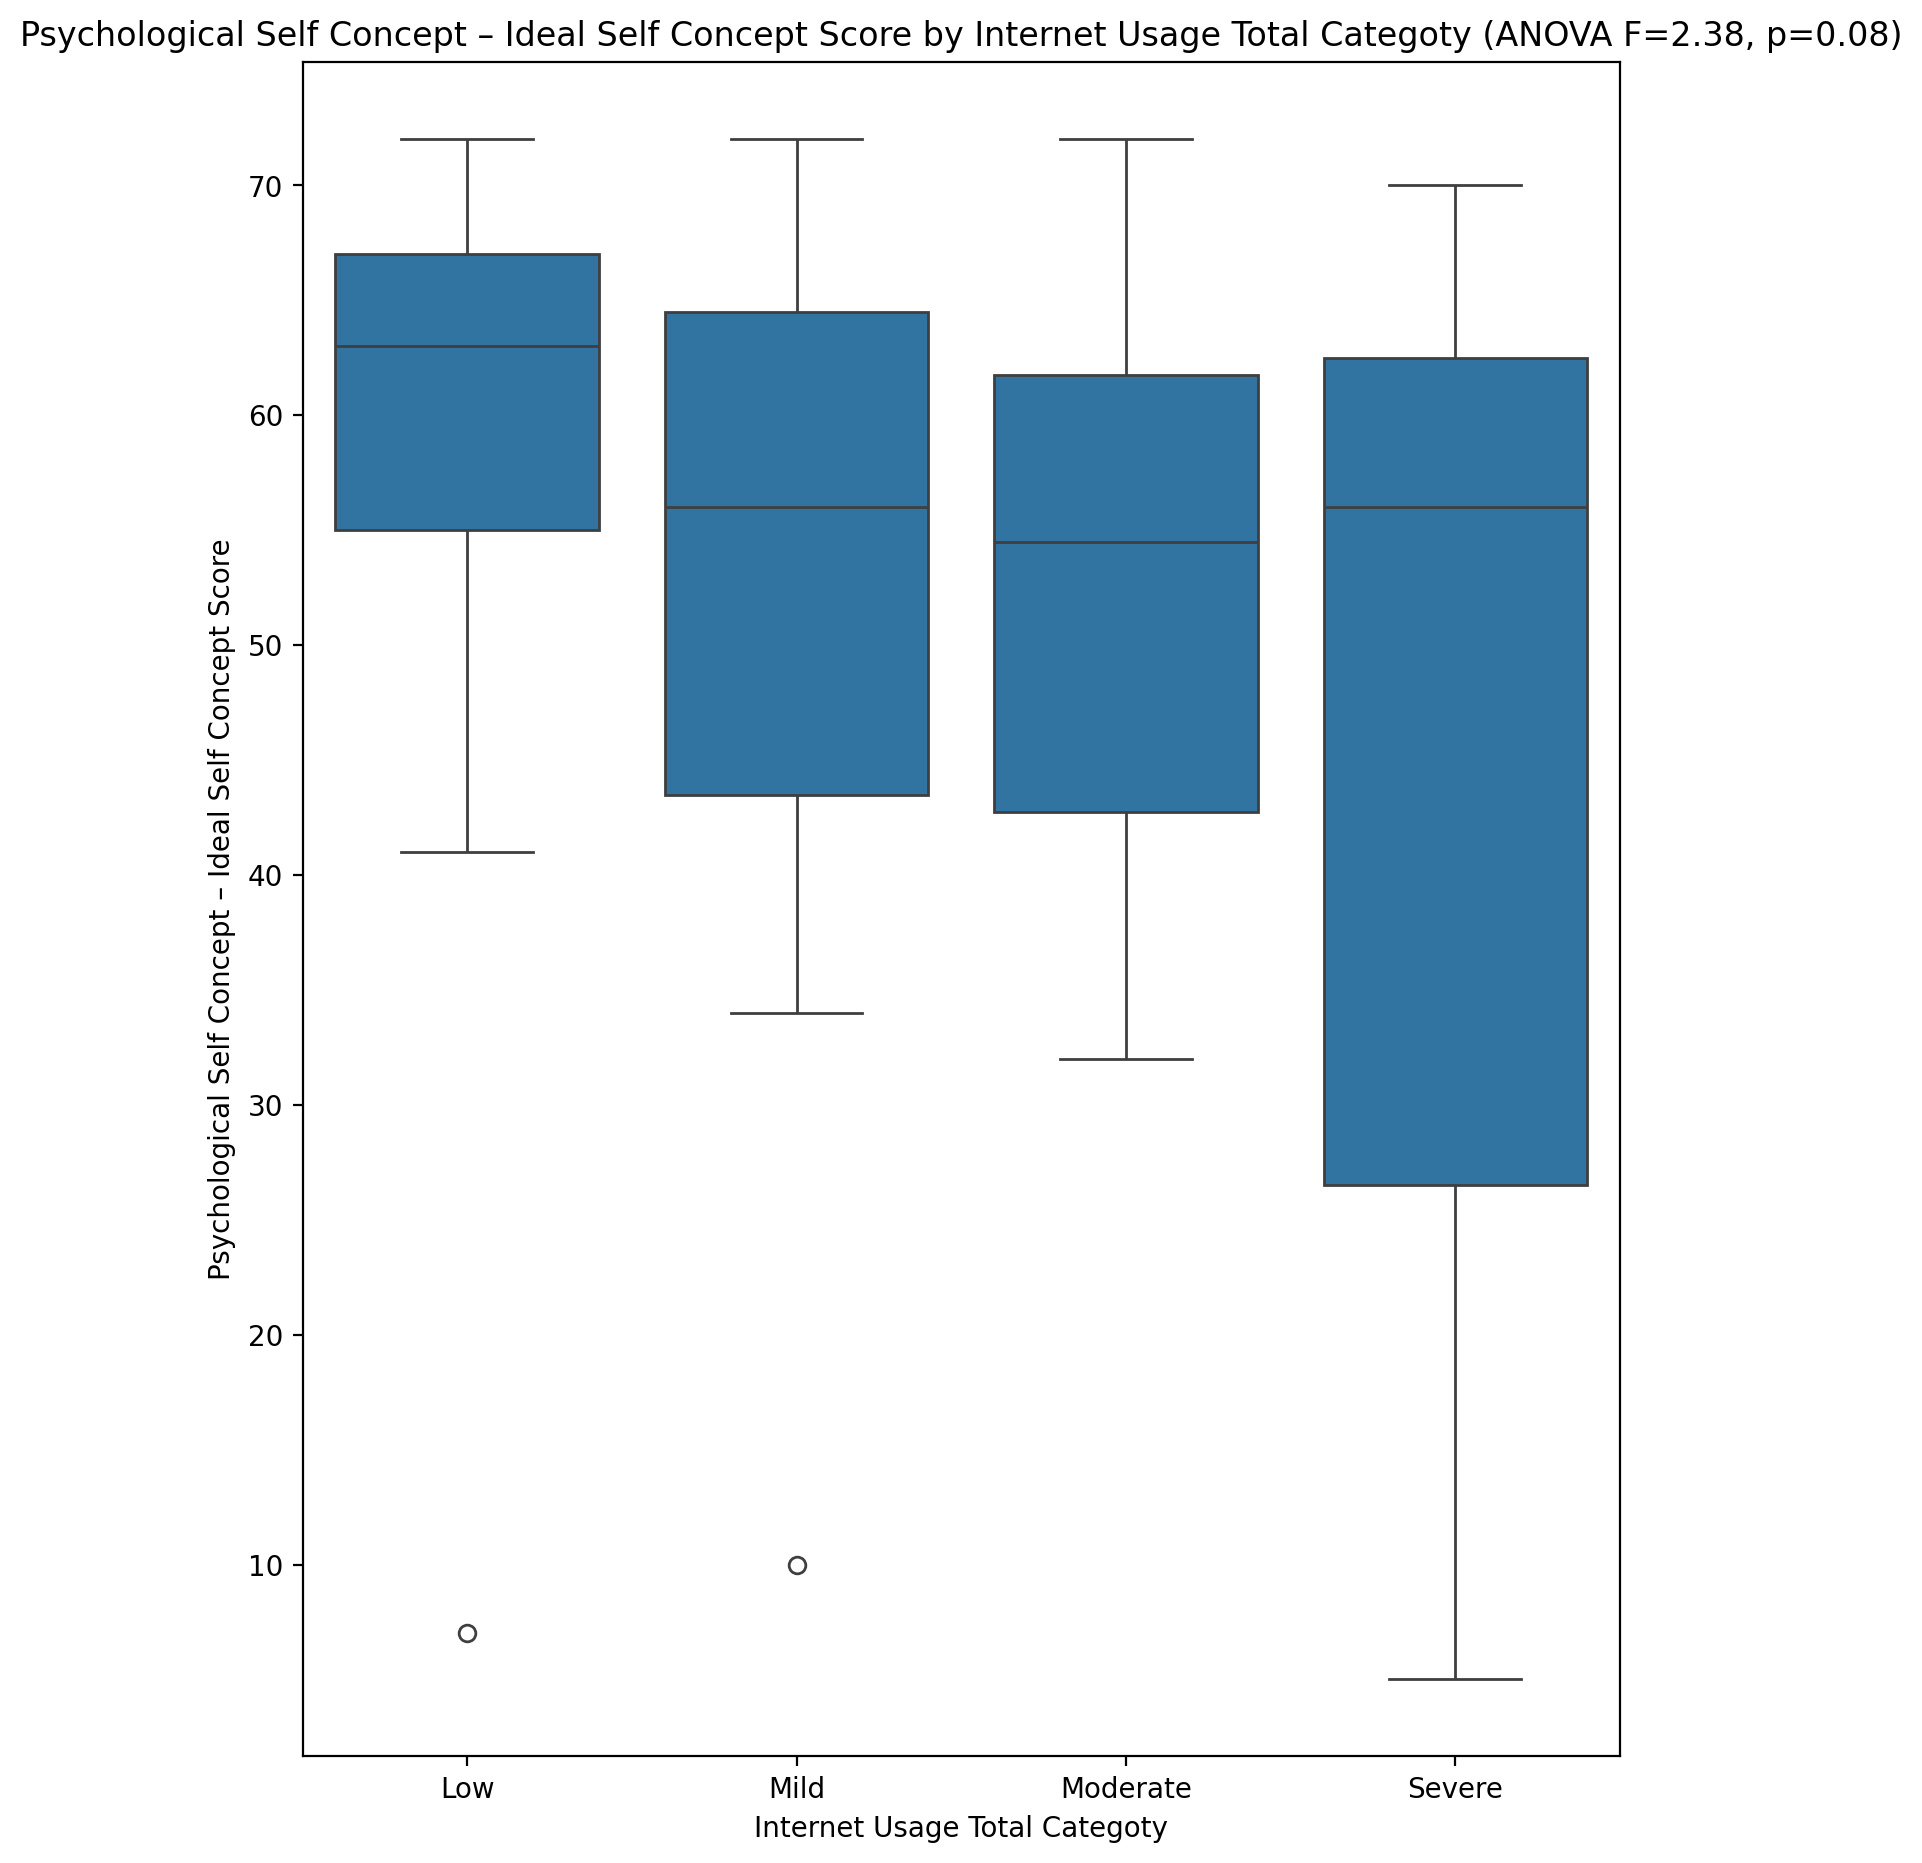 Psychological Self Concept – Ideal Self Concept Score by Internet Usage Total Categoty (ANOVA F=2.38, p=0.08)
Psychological Self Concept – Ideal Self Concept Score
70
60
50
40
30
20
10
Low Mild Moderate Severe
Internet Usage Total Categoty